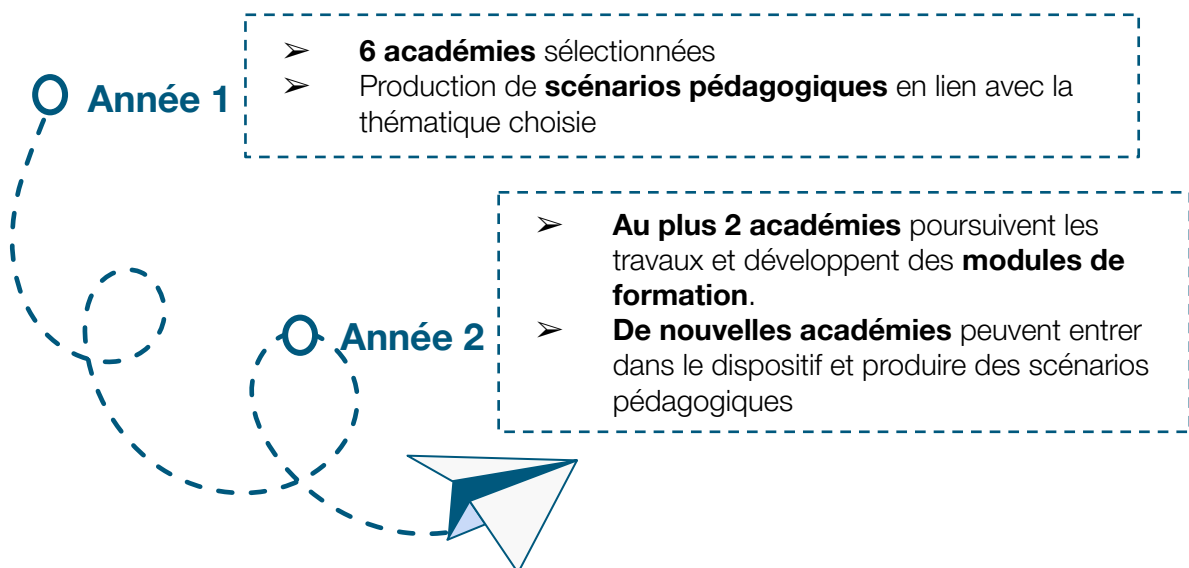 Année 1
➢ 6 académies sélectionnées
➢ Production de scénarios pédagogiques en lien avec la
thématique choisie
Année 2
➢ Au plus 2 académies poursuivent les
travaux et développent des modules de
formation.
➢ De nouvelles académies peuvent entrer
dans le dispositif et produire des scénarios
pédagogiques